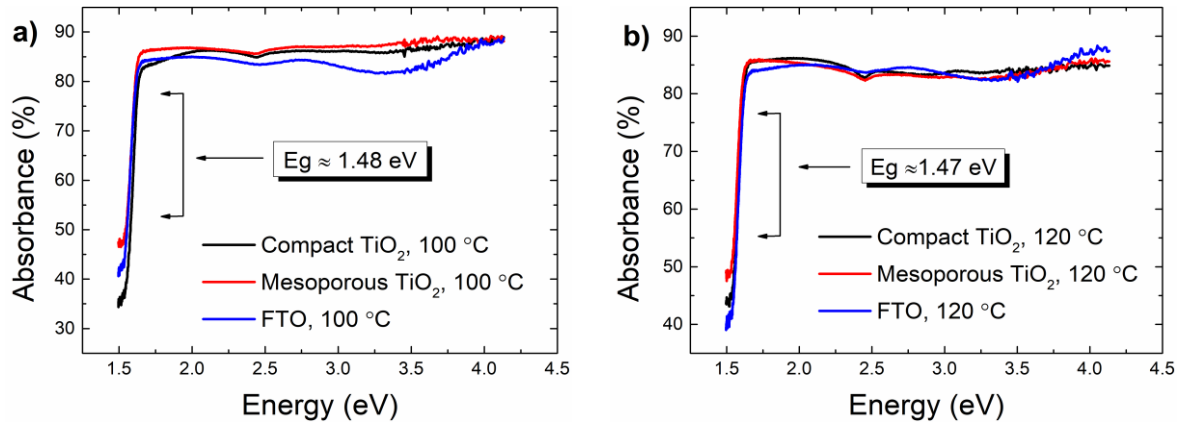 a)
Absorbance (%)
90
80
70
60
50
40
30
Eg ≈ 1.48 eV
Compact TiO₂, 100 °C
Mesoporous TiO₂, 100 °C
FTO, 100 °C
1.5 2.0 2.5 3.0 3.5 4.0 4.5
Energy (eV)
b)
Absorbance (%)
90
80
70
60
50
40
Eg ≈1.47 eV
Compact TiO₂, 120 °C
Mesoporous TiO₂, 120 °C
FTO, 120 °C
1.5 2.0 2.5 3.0 3.5 4.0 4.5
Energy (eV)